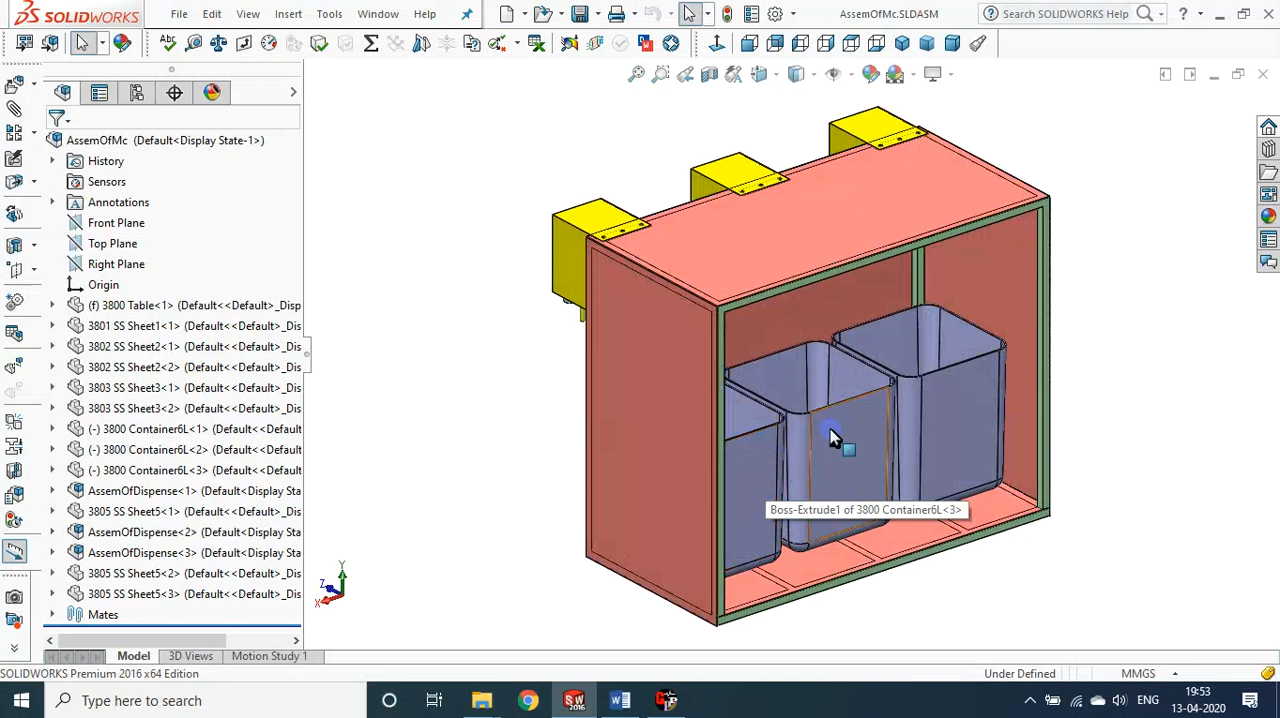 SOLIDWORKS
File Edit View Insert Tools Window Help
AssemOfMc.SLDASM
Search SOLIDWORKS Help
AssemOfMc (Default<Display State-1>)
History
Sensors
Annotations
Front Plane
Top Plane
Right Plane
Origin
(f) 3800 Table<1> (Default<<Default>_Disp
3801 SS Sheet1<1> (Default<<Default>_Dis
3802 SS Sheet2<1> (Default<<Default>_Dis
3802 SS Sheet2<2> (Default<<Default>_Dis
3803 SS Sheet3<1> (Default<<Default>_Dis
3803 SS Sheet3<2> (Default<<Default>_Dis
(-) 3800 Container6L<1> (Default<<Default
(-) 3800 Container6L<2> (Default<<Default
(-) 3800 Container6L<3> (Default<<Default
AssemOfDispense<1> (Default<Display Sta
3805 SS Sheet5<1> (Default<<Default>_Dis
AssemOfDispense<2> (Default<Display Sta
AssemOfDispense<3> (Default<Display Sta
3805 SS Sheet5<2> (Default<<Default>_Dis
3805 SS Sheet5<3> (Default<<Default>_Dis
Mates
Boss-Extrude1 of 3800 Container6L<3>
Y
Z
X
Model 3D Views Motion Study 1
SOLIDWORKS Premium 2016 x64 Edition
Under Defined
MMGS
Type here to search
SW
2016
W
ENG
19:53
13-04-2020